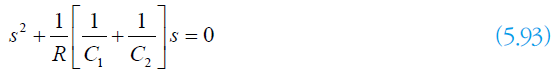 s² + 1/R [1/C₁ + 1/C₂] s = 0 (5.93)